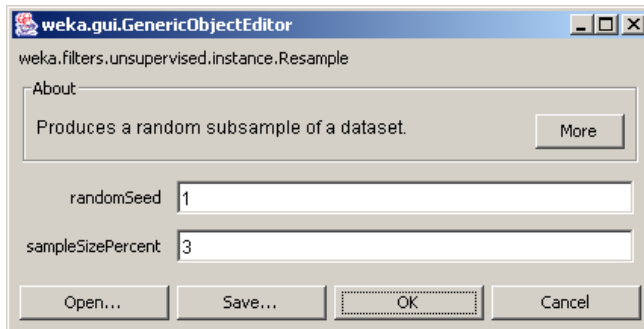 weka.gui.GenericObjectEditor
weka.filters.unsupervised.instance.Resample
About
Produces a random subsample of a dataset.
More
randomSeed 1
sampleSizePercent 3
Open... Save... OK Cancel